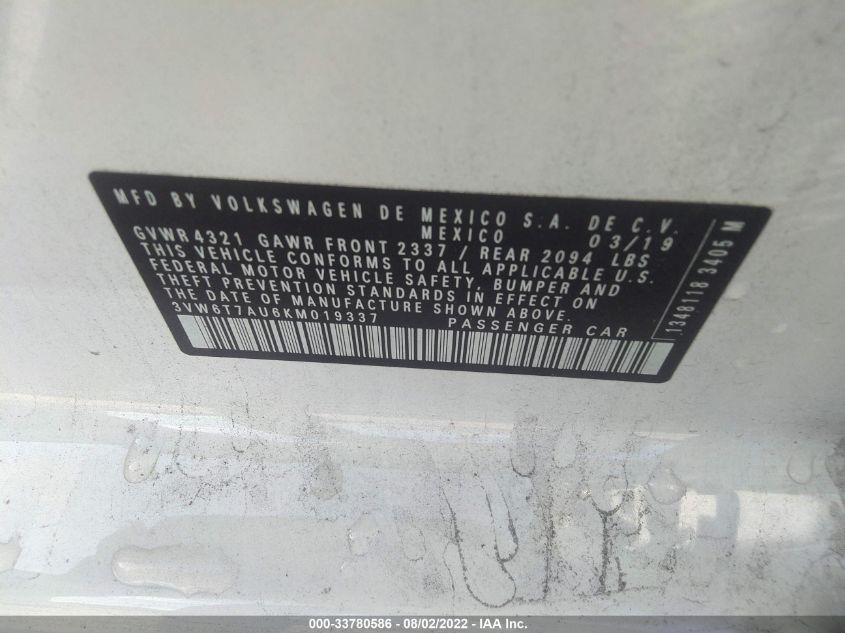 MFD BY VOLKSWAGEN DE MEXICO S.A. DE C.V.
MEXICO 03/19
GVWR 4321 GAWR FRONT 2337 / REAR 2094 LBS
THIS VEHICLE CONFORMS TO ALL APPLICABLE U.S.
FEDERAL MOTOR VEHICLE SAFETY, BUMPER AND
THEFT PREVENTION STANDARDS IN EFFECT ON
THE DATE OF MANUFACTURE SHOWN ABOVE.
3VW6T7AU6KM019337 PASSENGER CAR
1348118 3405 M
000-33780586 - 08/02/2022 - IAA Inc.